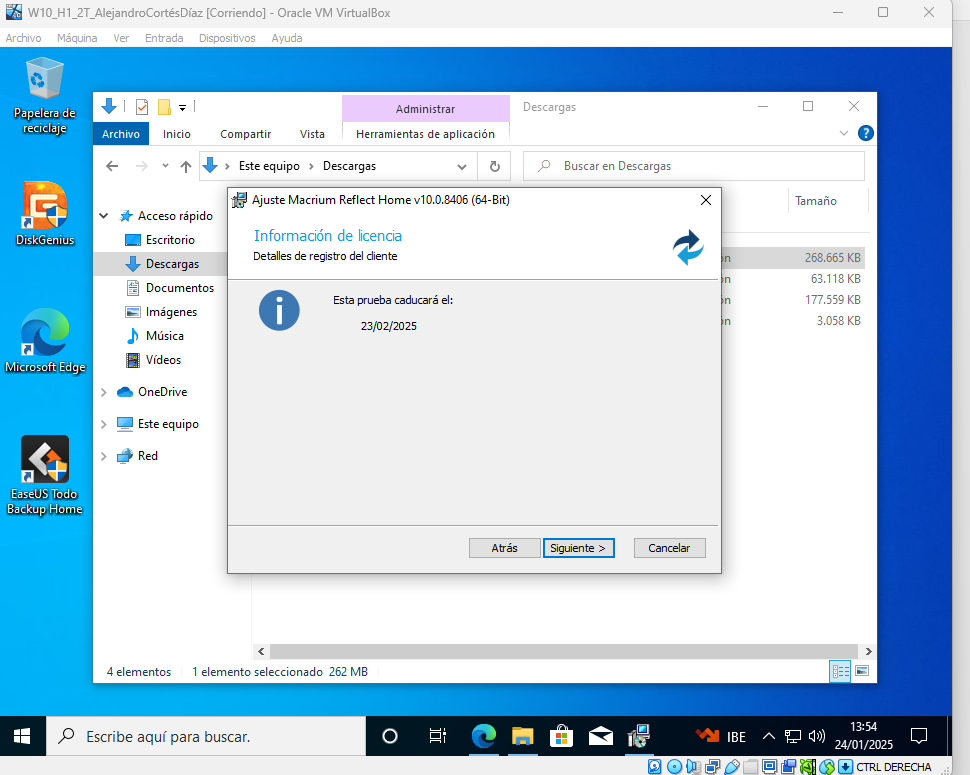 W10_H1_2T_AlejandroCortésDíaz [Corriendo] - Oracle VM VirtualBox
Archivo Máquina Ver Entrada Dispositivos Ayuda
Papelera de
reciclaje
DiskGenius
Microsoft Edge
EaseUS Todo
Backup Home
Administrar Descargas
Archivo Inicio Compartir Vista Herramientas de aplicación
Este equipo > Descargas
Buscar en Descargas
Tamaño
Acceso rápido
Escritorio
Descargas
Documentos
Imágenes
Música
Vídeos
OneDrive
Este equipo
Red
ón 268.665 KB
ón 63.118 KB
ón 177.559 KB
ón 3.058 KB
Ajuste Macrium Reflect Home v10.0.8406 (64-Bit)
Información de licencia
Detalles de registro del cliente
Esta prueba caducará el:
23/02/2025
Atrás Siguiente > Cancelar
4 elementos 1 elemento seleccionado 262 MB
Escribe aquí para buscar.
IBE
13:54
24/01/2025
CTRL DERECHA